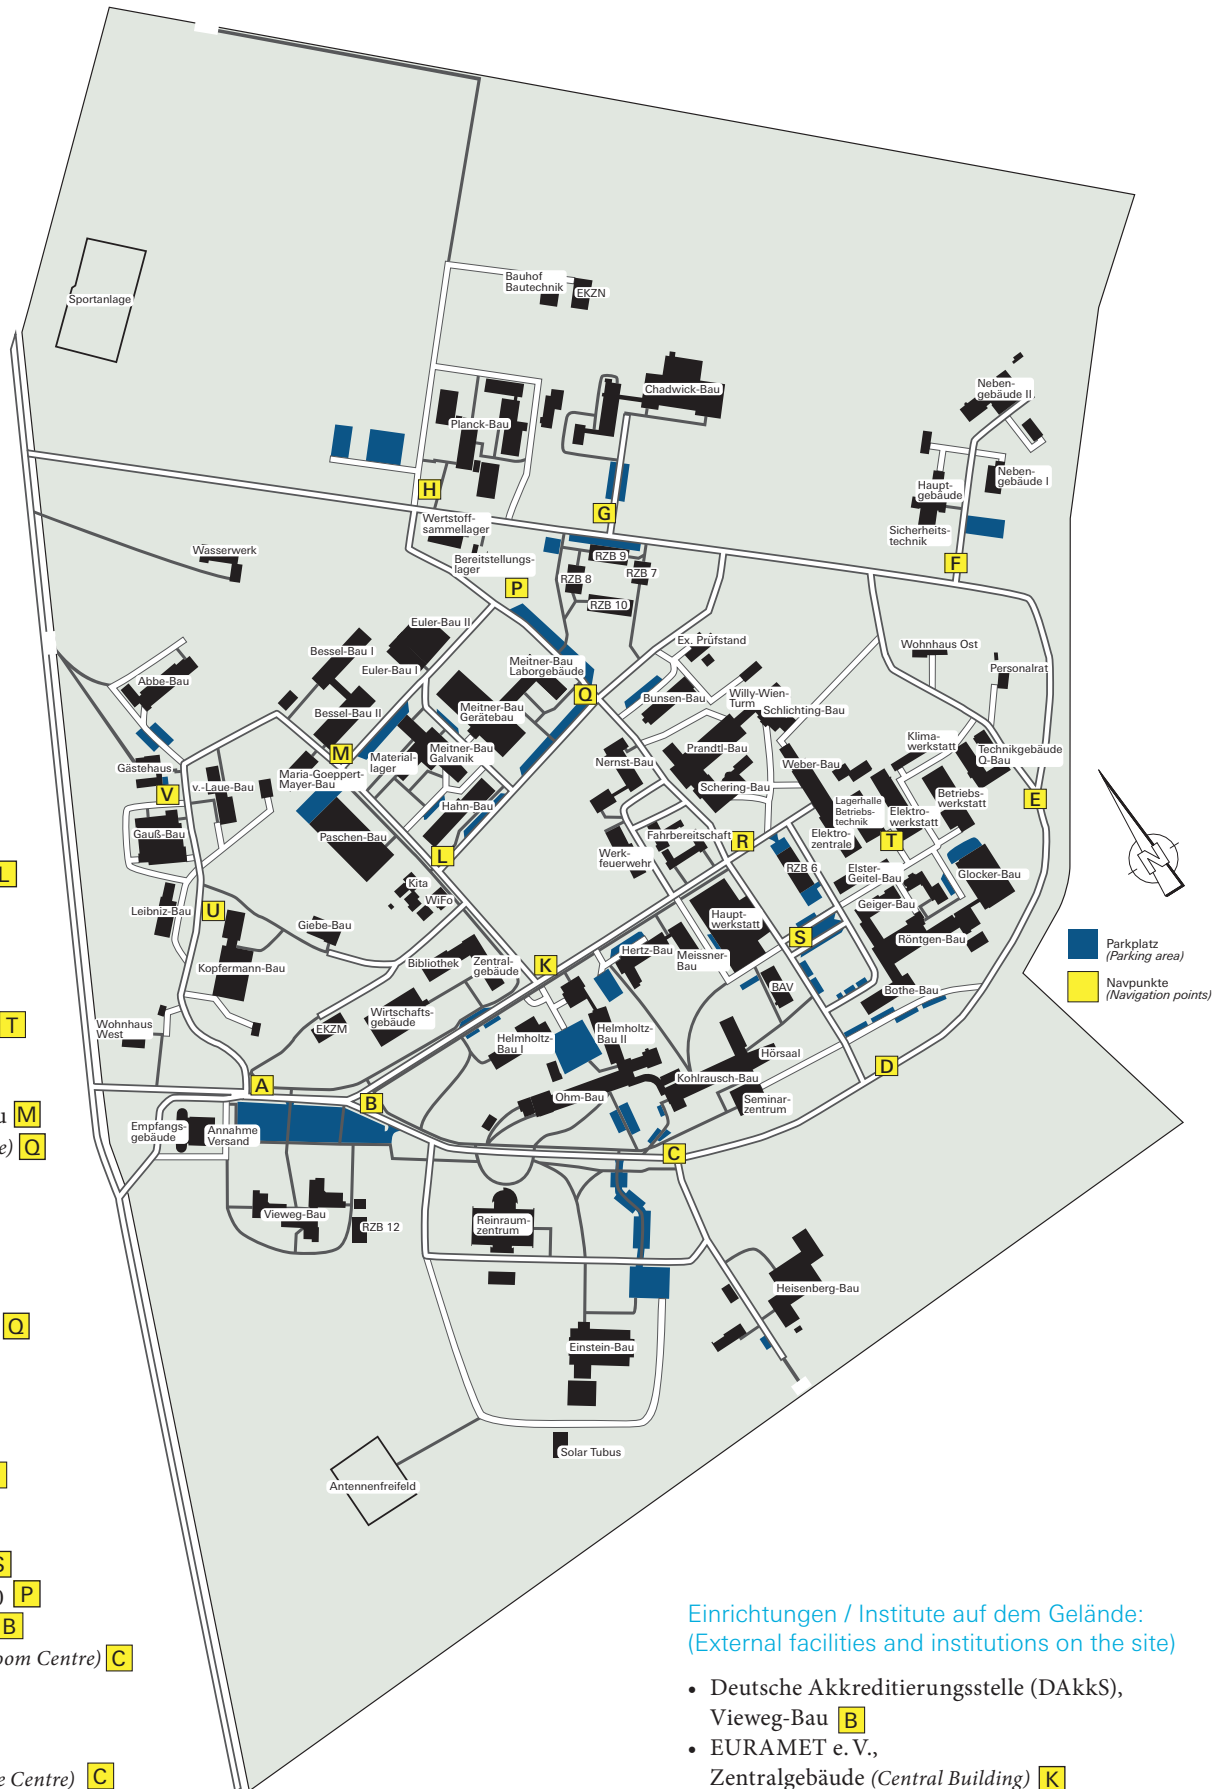 Sportanlage
Bauhof
Bautechnik
EKZN
Chadwick-Bau
Neben-
gebäude II
Planck-Bau
Neben-
gebäude I
Haupt-
gebäude
H
G
Wertstoff-
sammellager
Sicherheits-
technik
Wasserwerk
Bereitstellungs-
lager
RZB 9
RZB 8
RZB 7
F
P
RZB 10
Euler-Bau II
Ex. Prüfstand
Wohnhaus Ost
Bessel-Bau I
Euler-Bau I
Meitner-Bau
Laborgebäude
Personalrat
Abbe-Bau
Q
Bunsen-Bau
Willy-Wien-
Turm
Schlichting-Bau
Bessel-Bau II
Meitner-Bau
Gerätebau
Klima-
werkstatt
Technikgebäude
Q-Bau
M
Material-
lager
Meitner-Bau
Galvanik
Prandtl-Bau
Nernst-Bau
Weber-Bau
Gästehaus
Maria-Goeppert-
Mayer-Bau
v.-Laue-Bau
Schering-Bau
V
Betriebs-
werkstatt
E
Hahn-Bau
Lagerhalle
Betriebs-
technik
Elektro-
werkstatt
Gauß-Bau
Paschen-Bau
Fahrbereitschaft
R
Elektro-
zentrale
T
L
Werk-
feuerwehr
RZB 6
Elster-
Geitel-Bau
Glocker-Bau
L
Kita
WiFo
Geiger-Bau
Leibniz-Bau
U
Giebe-Bau
Haupt-
werkstatt
S
Röntgen-Bau
Parkplatz
(Parking area)
Hertz-Bau
Meissner-
Bau
Kopfermann-Bau
Bibliothek
Zentral-
gebäude
K
BAV
Bothe-Bau
Navpunkte
(Navigation points)
Wirtschafts-
gebäude
T
Wohnhaus
West
EKZM
Helmholtz-
Bau I
Helmholtz-
Bau II
Hörsaal
D
A
Kohlrausch-Bau
B
Ohm-Bau
Seminar-
zentrum
u M
Empfangs-
gebäude
Annahme
Versand
e) Q
C
Vieweg-Bau
RZB 12
Reinraum-
zentrum
Heisenberg-Bau
Q
Einstein-Bau
Solar Tubus
Antennenfreifeld
N
S
) P
B
oom Centre) C
e Centre) C
Einrichtungen / Institute auf dem Gelände:
(External facilities and institutions on the site)
• Deutsche Akkreditierungsstelle (DAkkS),
Vieweg-Bau B
• EURAMET e. V.,
Zentralgebäude (Central Building) K